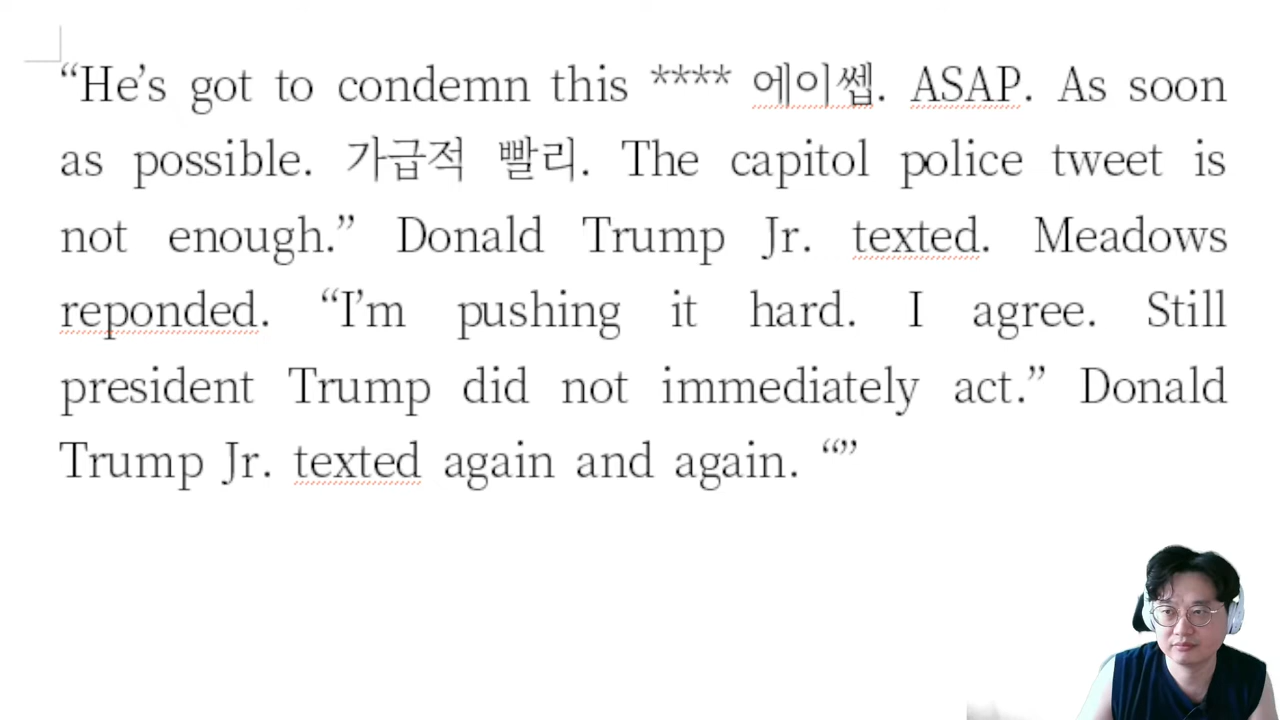 “He’s got to condemn this **** 에이쎕. ASAP. As soon
as possible. 가급적 빨리. The capitol police tweet is
not enough.” Donald Trump Jr. texted. Meadows
reponded. “I’m pushing it hard. I agree. Still
president Trump did not immediately act.” Donald
Trump Jr. texted again and again. “”